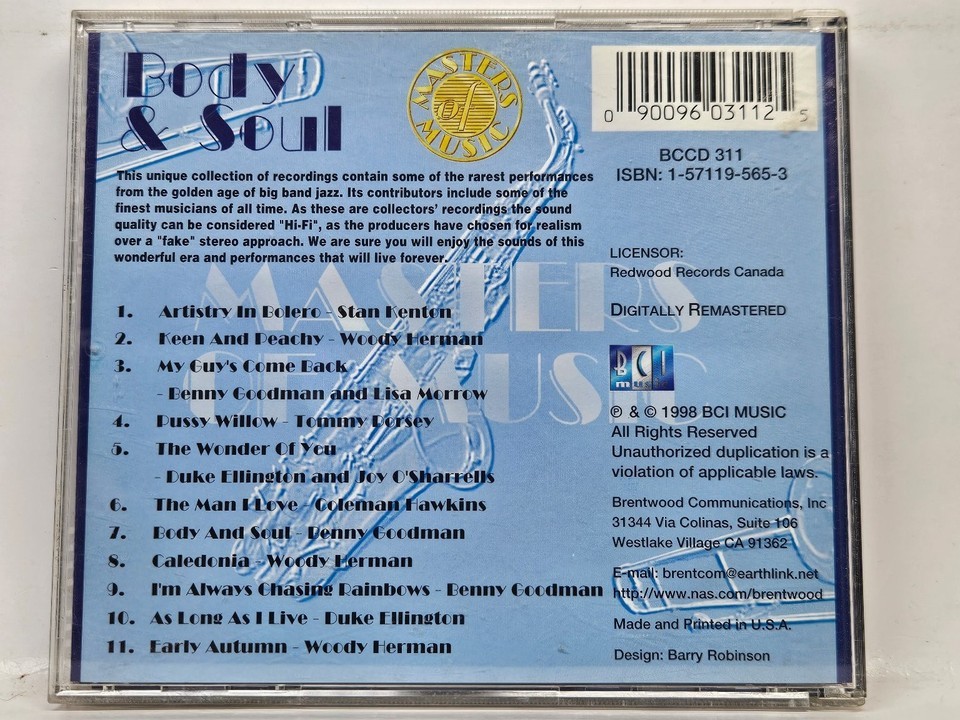 Body
& Soul
MASTERS of MUSIC
0 90096 03112 5
BCCD 311
ISBN: 1-57119-565-3
This unique collection of recordings contain some of the rarest performances
from the golden age of big band jazz. Its contributors include some of the
finest musicians of all time. As these are collectors' recordings the sound
quality can be considered "Hi-Fi", as the producers have chosen for realism
over a "fake" stereo approach. We are sure you will enjoy the sounds of this
wonderful era and performances that will live forever.
MASTERS
OF MUSIC
1. Artistry In Bolero - Stan Kenton
2. Keen And Peachy - Woody Herman
3. My Guy's Come Back
- Benny Goodman and Lisa Morrow
4. Pussy Willow - Tommy Dorsey
5. The Wonder Of You
- Duke Ellington and Joy O'Sharrells
6. The Man I Love - Coleman Hawkins
7. Body And Soul - Benny Goodman
8. Caledonia - Woody Herman
9. I'm Always Chasing Rainbows - Benny Goodman
10. As Long As I Live - Duke Ellington
11. Early Autumn - Woody Herman
LICENSOR:
Redwood Records Canada
DIGITALLY REMASTERED
BCI
music
℗ & © 1998 BCI MUSIC
All Rights Reserved
Unauthorized duplication is a
violation of applicable laws.
Brentwood Communications, Inc
31344 Via Colinas, Suite 106
Westlake Village CA 91362
E-mail: brentcom@earthlink.net
http://www.nas.com/brentwood
Made and Printed in U.S.A.
Design: Barry Robinson